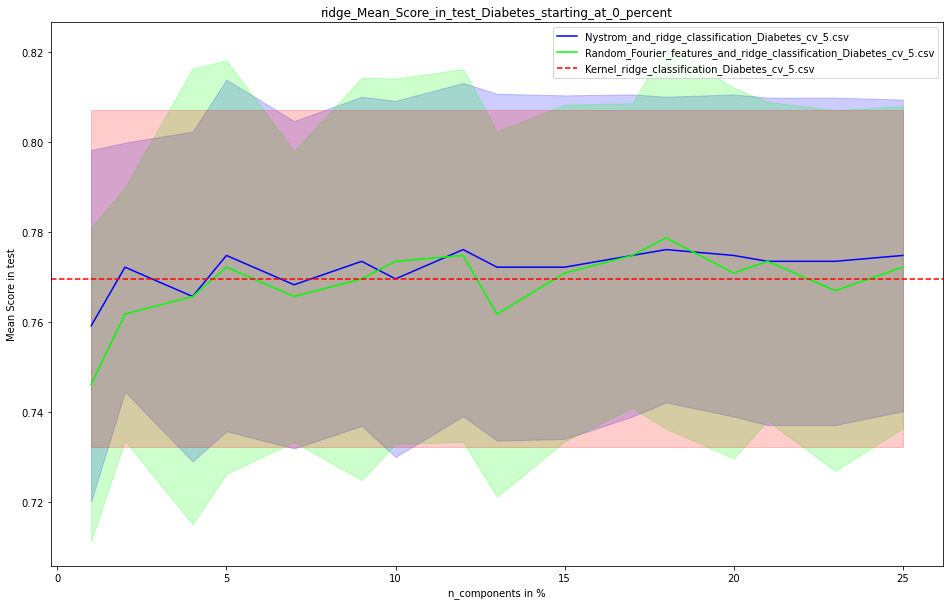 ridge_Mean_Score_in_test_Diabetes_starting_at_0_percent
Nystrom_and_ridge_classification_Diabetes_cv_5.csv
Random_Fourier_features_and_ridge_classification_Diabetes_cv_5.csv
Kernel_ridge_classification_Diabetes_cv_5.csv
Mean Score in test
0.82
0.80
0.78
0.76
0.74
0.72
0 5 10 15 20 25
n_components in %